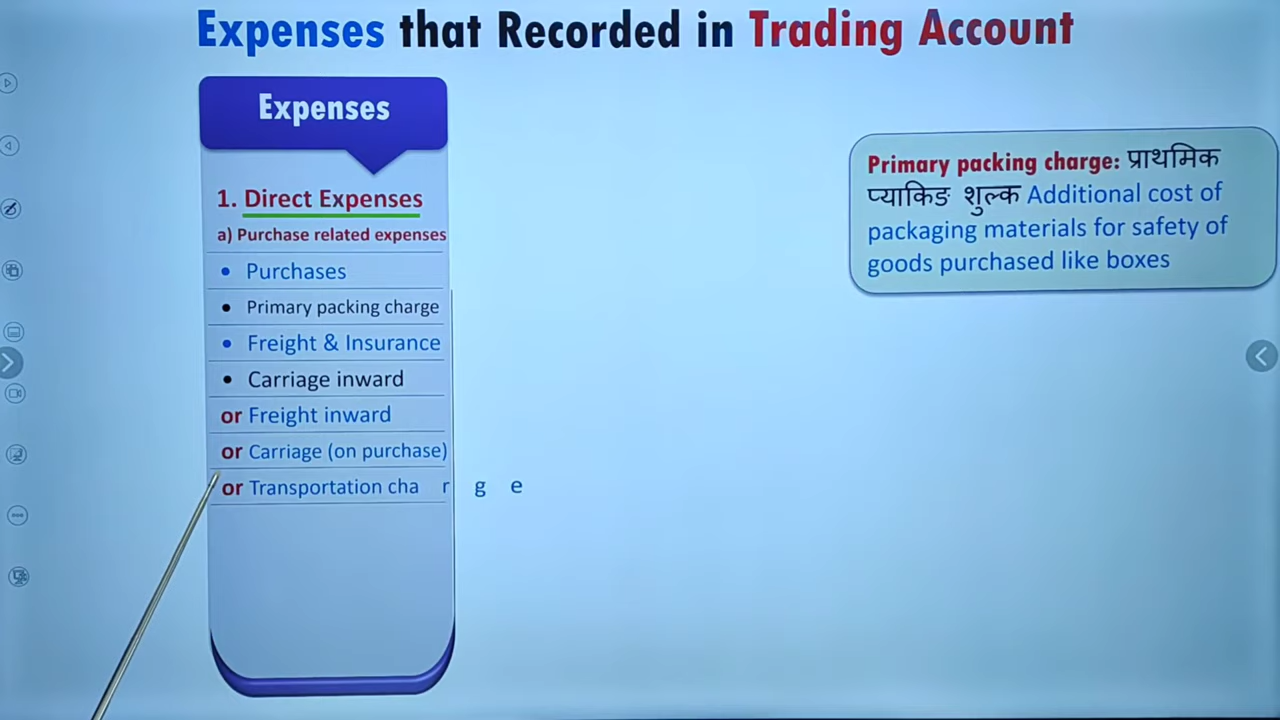 Expenses that Recorded in Trading Account
Expenses
1. Direct Expenses
a) Purchase related expenses
• Purchases
• Primary packing charge
• Freight & Insurance
• Carriage inward
or Freight inward
or Carriage (on purchase)
or Transportation charge
Primary packing charge: प्राथमिक
प्याकिङ शुल्क Additional cost of
packaging materials for safety of
goods purchased like boxes